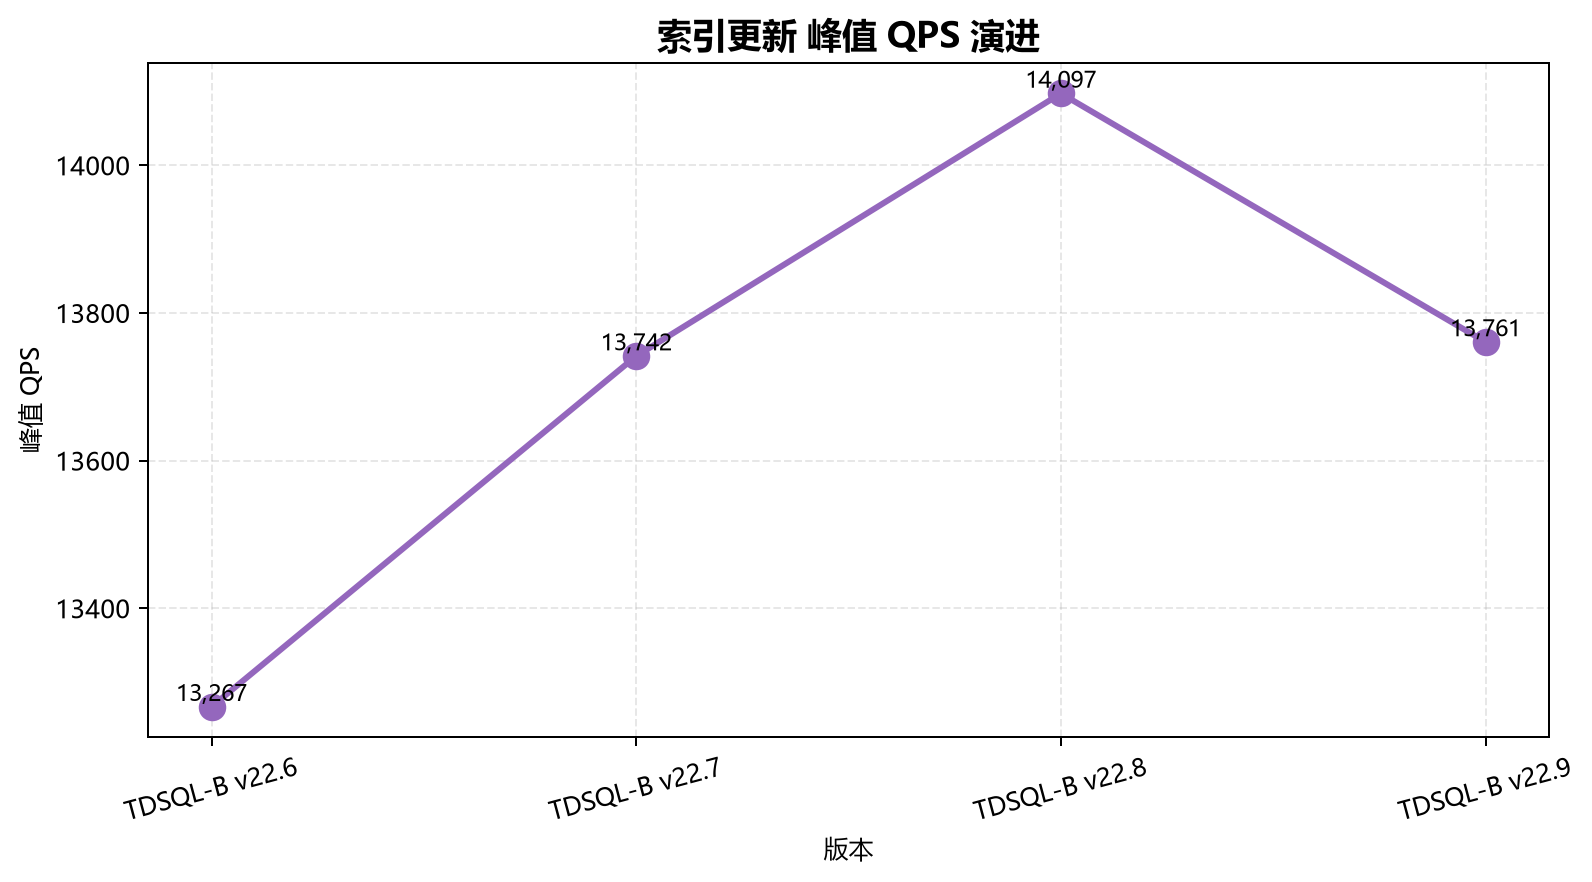 索引更新 峰值 QPS 演进
14,097
14000
13800
13,742
13,761
峰值 QPS
13600
13400
13,267
TDSQL-B v22.6
TDSQL-B v22.7
TDSQL-B v22.8
TDSQL-B v22.9
版本